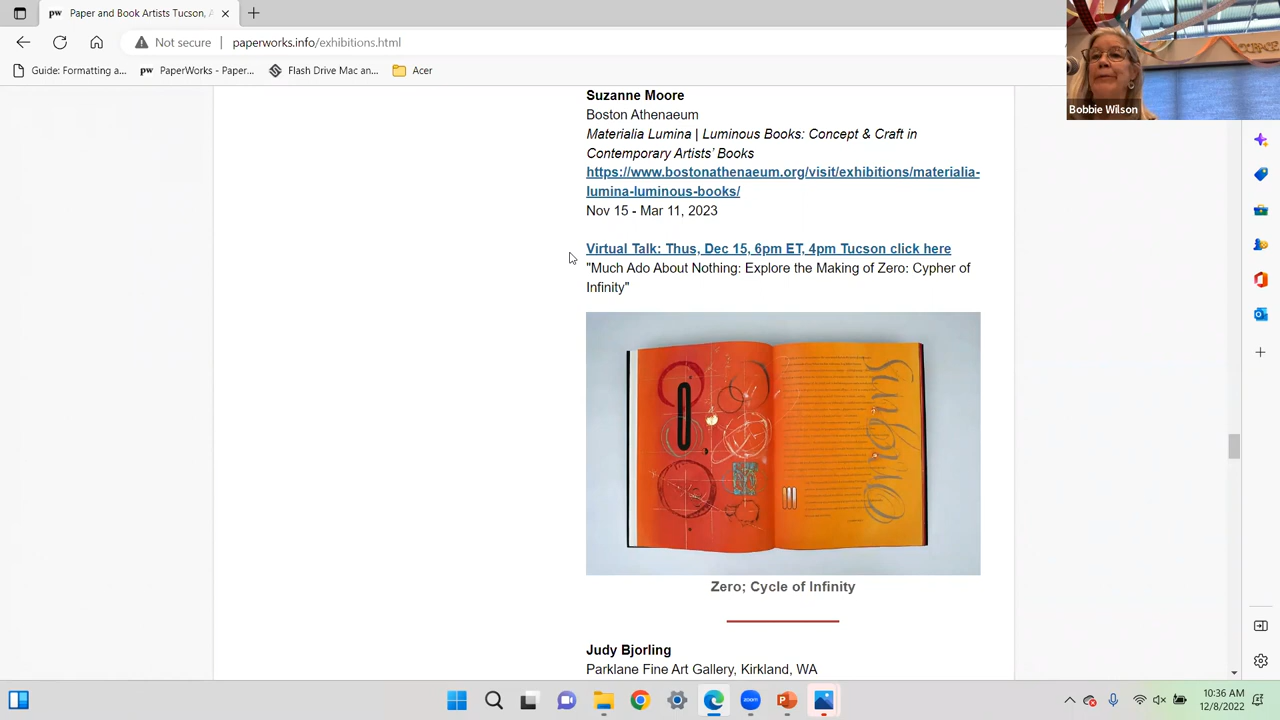 Paper and Book Artists Tucson, A
Not secure
paperworks.info/exhibitions.html
Guide: Formatting a...
pw PaperWorks - Paper...
Flash Drive Mac an...
Acer
Bobbie Wilson
Suzanne Moore
Boston Athenaeum
Materialia Lumina | Luminous Books: Concept & Craft in
Contemporary Artists' Books
https://www.bostonathenaeum.org/visit/exhibitions/materialia-
lumina-luminous-books/
Nov 15 - Mar 11, 2023
Virtual Talk: Thus, Dec 15, 6pm ET, 4pm Tucson click here
"Much Ado About Nothing: Explore the Making of Zero: Cypher of
Infinity"
Zero; Cycle of Infinity
Judy Bjorling
Parklane Fine Art Gallery, Kirkland, WA
10:36 AM
12/8/2022